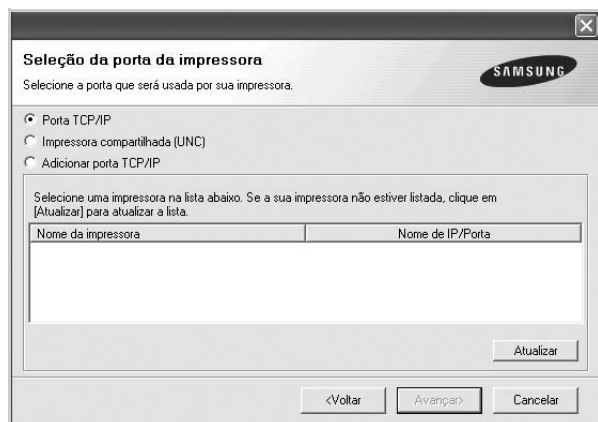 Seleção da porta da impressora
Selecione a porta que será usada por sua impressora.
SAMSUNG
Porta TCP/IP
Impressora compartilhada (UNC)
Adicionar porta TCP/IP
Selecione uma impressora na lista abaixo. Se a sua impressora não estiver listada, clique em
[Atualizar] para atualizar a lista.
Nome da impressora Nome de IP/Porta
Atualizar
<Voltar Avançar> Cancelar